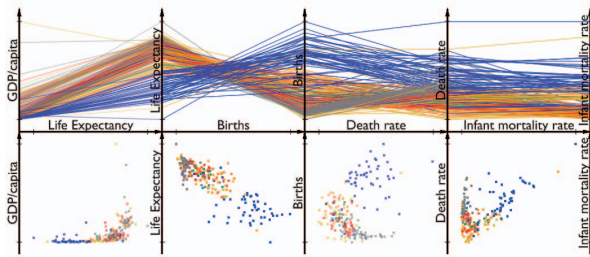 GDP/capita
Life Expectancy
Births
Death rate
Infant mortality rate
Life Expectancy
Births
Death rate
Infant mortality rate
GDP/capita
Life Expectancy
Births
Death rate
Infant mortality rate